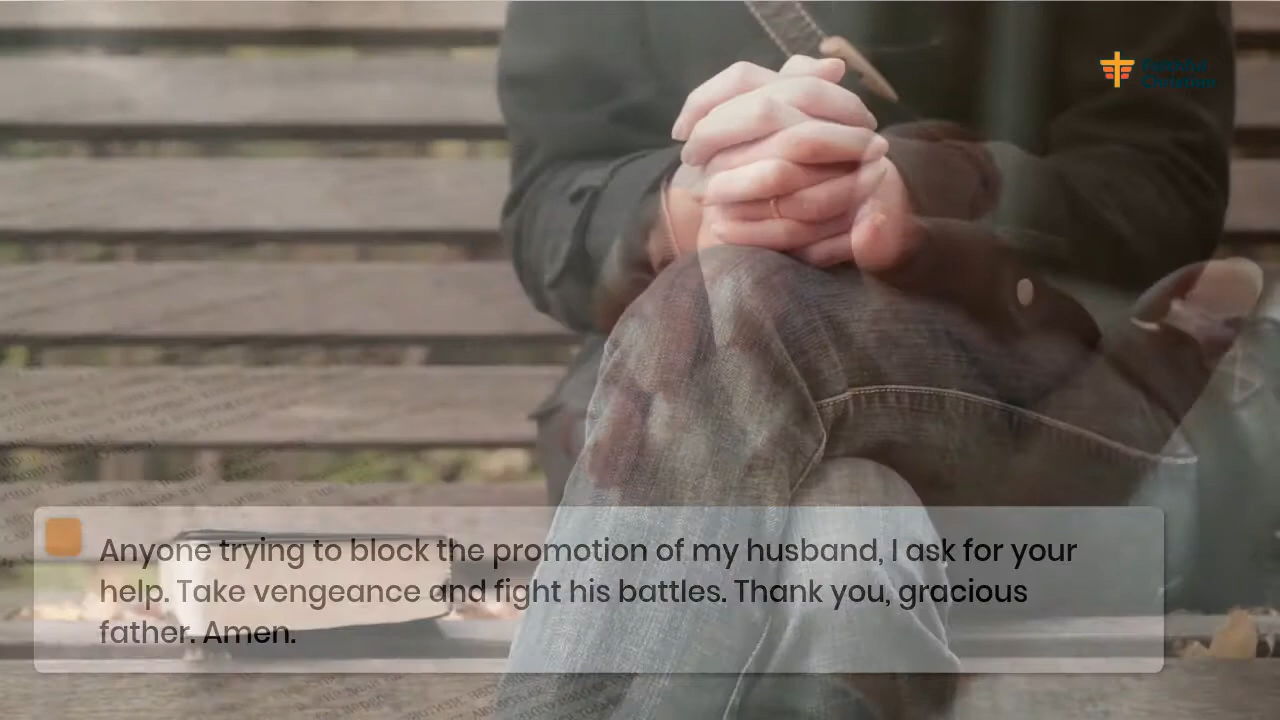 Anyone trying to block the promotion of my husband, I ask for your
help. Take vengeance and fight his battles. Thank you, gracious
father. Amen.